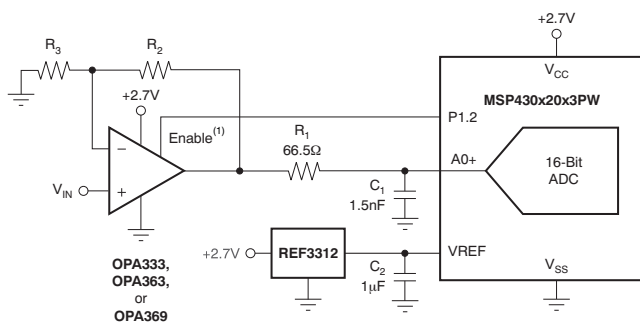 +2.7V
R3
R2
VCC
+2.7V
MSP430x20x3PW
Enable(1)
P1.2
R1
66.5Ω
−
A0+
16-Bit
ADC
VIN
+
C1
1.5nF
+2.7V
REF3312
VREF
C2
1μF
VSS
OPA333,
OPA363,
or
OPA369